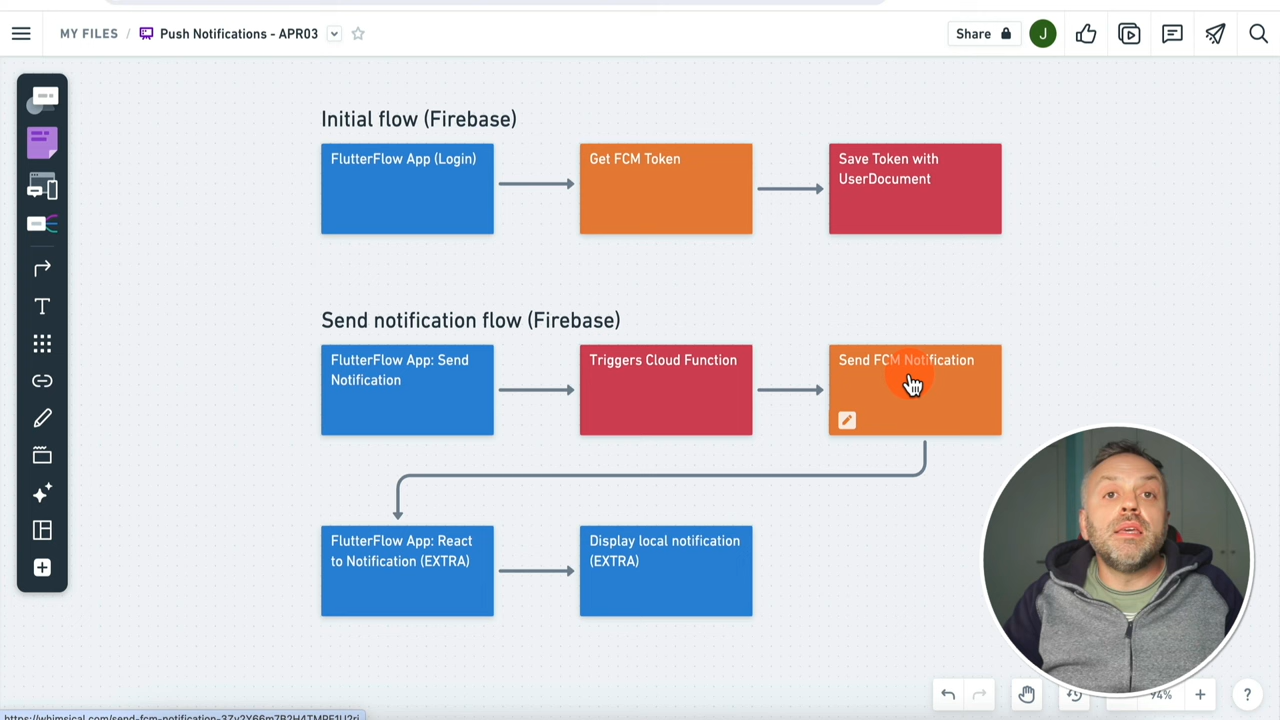 MY FILES / Push Notifications - APR03
Share
J
Initial flow (Firebase)
FlutterFlow App (Login)
Get FCM Token
Save Token with
UserDocument
Send notification flow (Firebase)
FlutterFlow App: Send
Notification
Triggers Cloud Function
Send FCM Notification
FlutterFlow App: React
to Notification (EXTRA)
Display local notification
(EXTRA)
94%
?